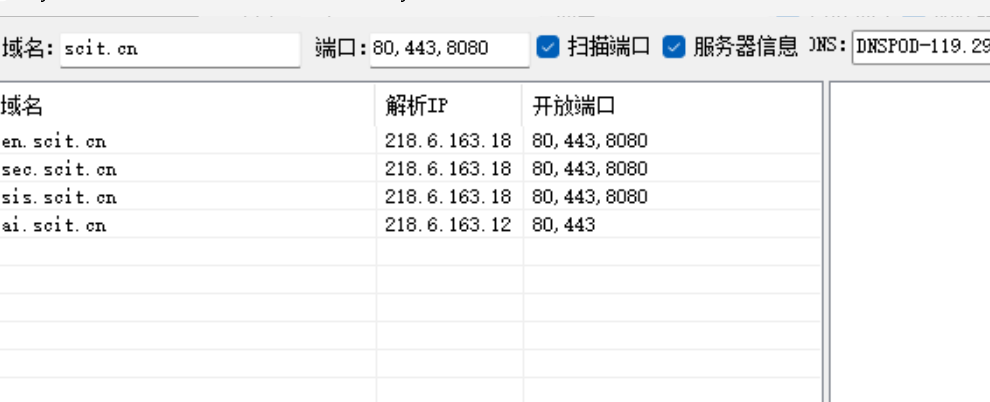 域名: scit.cn 端口: 80,443,8080 扫描端口 服务器信息 DNS: DNSPOD-119.29
域名 解析IP 开放端口
en.scit.cn 218.6.163.18 80,443,8080
sec.scit.cn 218.6.163.18 80,443,8080
sis.scit.cn 218.6.163.18 80,443,8080
ai.scit.cn 218.6.163.12 80,443